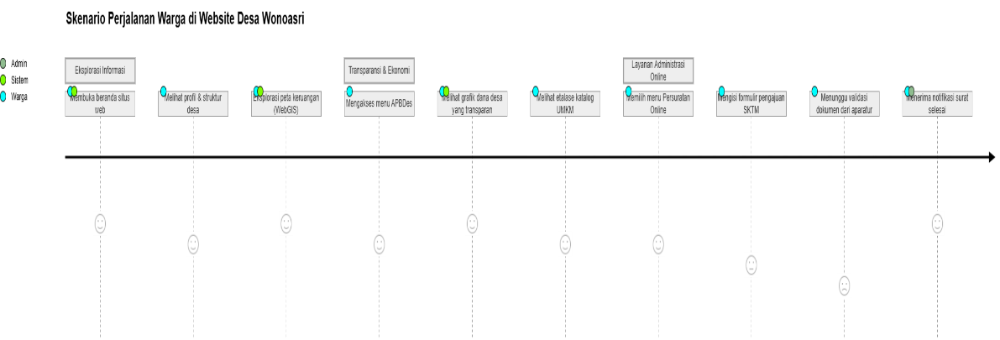 Skenario Perjalanan Warga di Website Desa Wonoasri
Admin
Sistem
Warga
Eksplorasi Informasi
Transparansi & Ekonomi
Layanan Administrasi
Online
Membuka beranda situs
web
Melihat profil & struktur
desa
Eksplorasi peta keruangan
(WebGIS)
Mengakses menu APBDes
Melihat grafik dana desa
yang transparan
Melihat etalase katalog
UMKM
Memilih menu Persuratan
Online
Mengisi formulir pengajuan
SKTM
Menunggu validasi
dokumen dari aparatur
Menerima notifikasi surat
selesai